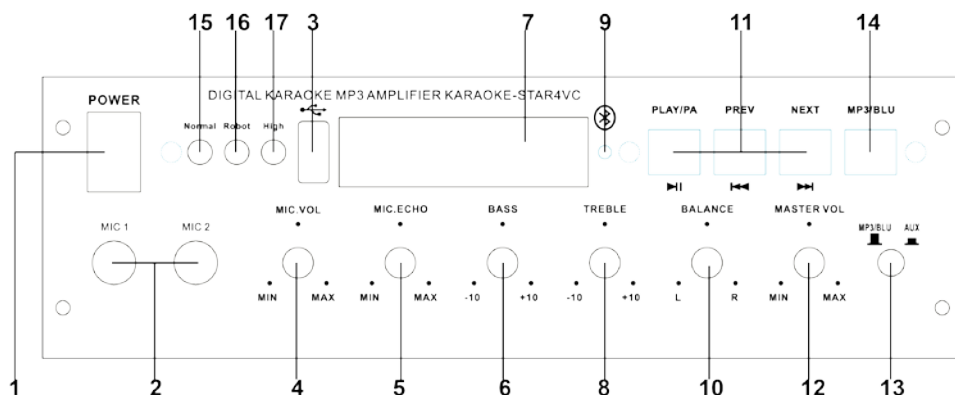 15 16 17 3 7 9 11 14
POWER
DIGITAL KARAOKE MP3 AMPLIFIER KARAOKE-STAR4VC
Normal Robot High
PLAY/PA PREV NEXT MP3/BLU
MIC 1 MIC 2
MIC.VOL MIC.ECHO BASS TREBLE BALANCE MASTER VOL
MP3/BLU AUX
MIN MAX MIN MAX -10 +10 -10 +10 L R MIN MAX
1 2 4 5 6 8 10 12 13